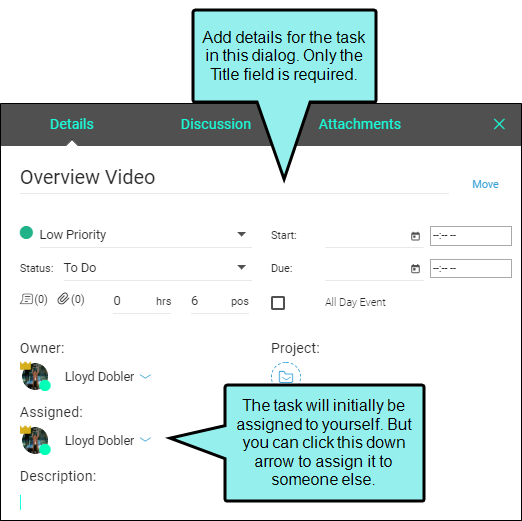 Add details for the task
in this dialog. Only the
Title field is required.
Details Discussion Attachments
Overview Video Move
Low Priority Start: --:-- --
Status: To Do Due: --:-- --
(0) (0) 0 hrs 6 pos All Day Event
Owner: Project:
Lloyd Dobler
Assigned:
Lloyd Dobler
The task will initially be
assigned to yourself. But
you can click this down
arrow to assign it to
someone else.
Description: